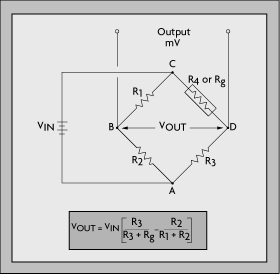 Output
mV
C
R1
R4 or Rg
VIN
B
VOUT
D
R2
R3
A
VOUT = VIN [ R3 / R3 + Rg - R2 / R1 + R2 ]